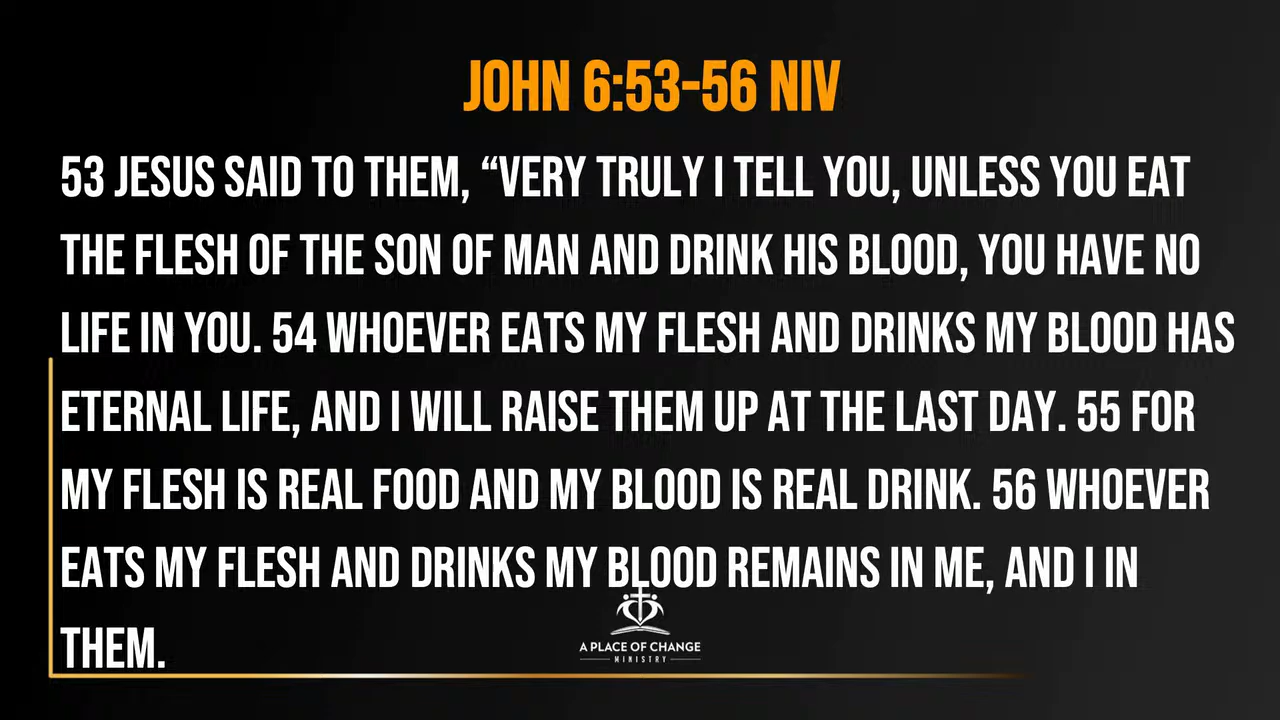 JOHN 6:53-56 NIV
53 JESUS SAID TO THEM, “VERY TRULY I TELL YOU, UNLESS YOU EAT
THE FLESH OF THE SON OF MAN AND DRINK HIS BLOOD, YOU HAVE NO
LIFE IN YOU. 54 WHOEVER EATS MY FLESH AND DRINKS MY BLOOD HAS
ETERNAL LIFE, AND I WILL RAISE THEM UP AT THE LAST DAY. 55 FOR
MY FLESH IS REAL FOOD AND MY BLOOD IS REAL DRINK. 56 WHOEVER
EATS MY FLESH AND DRINKS MY BLOOD REMAINS IN ME, AND I IN
THEM.
A PLACE OF CHANGE
MINISTRY